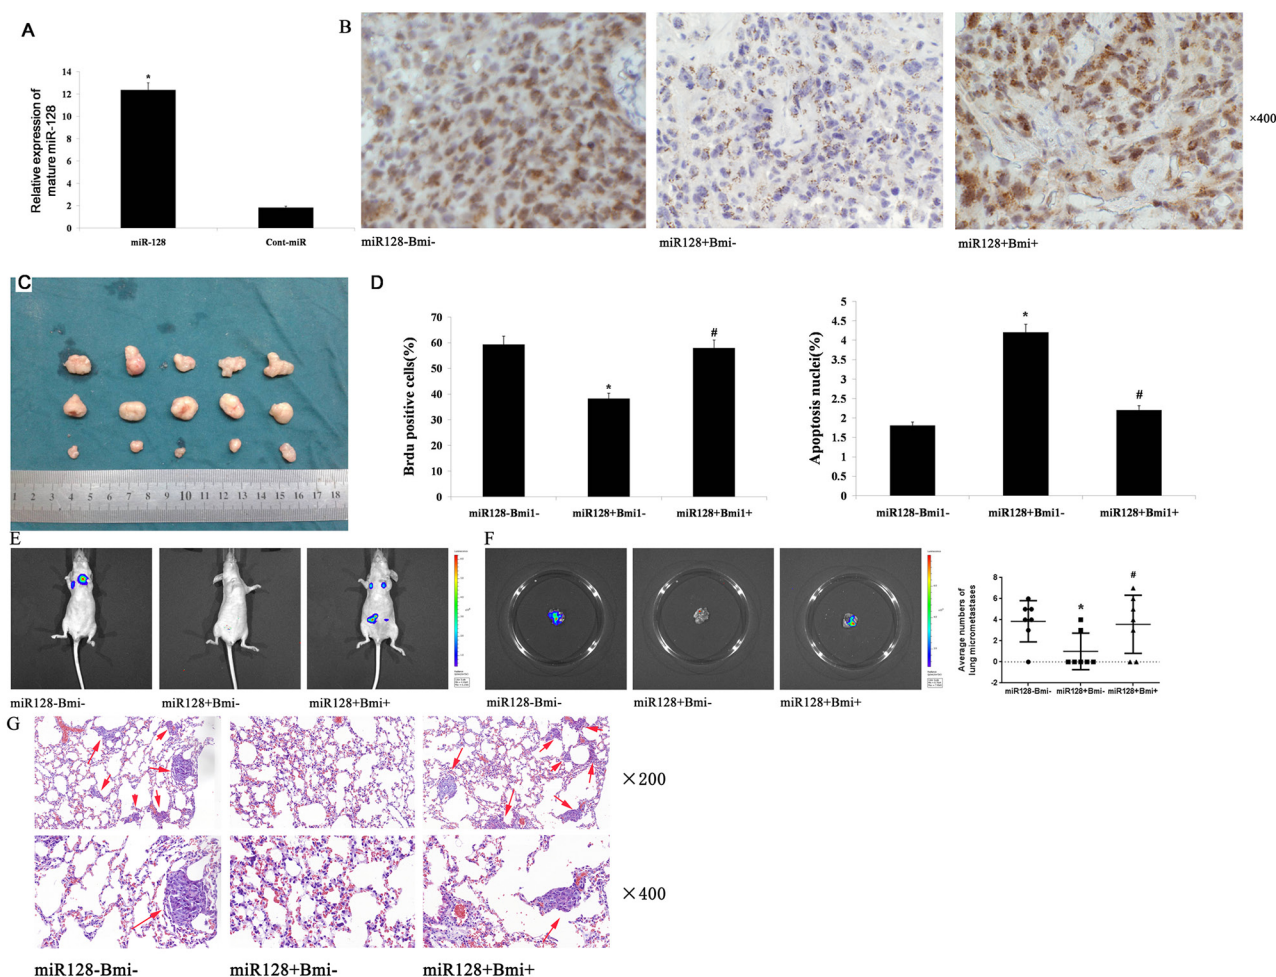 A
Relative expression of
mature miR-128
14
12
10
8
6
4
2
0
*
miR-128
Cont-miR
B
×400
miR128-Bmi-
miR128+Bmi-
miR128+Bmi+
C
1 2 3 4 5 6 7 8 9 10 11 12 13 14 15 16 17 18
D
Brdu positive cells(%)
70
60
50
40
30
20
10
0
*
#
miR128-Bmi1-
miR128+Bmi1-
miR128+Bmi1+
Apoptosis nuclei(%)
5
4.5
4
3.5
3
2.5
2
1.5
1
0.5
0
*
#
miR128-Bmi1-
miR128+Bmi1-
miR128+Bmi1+
E
miR128-Bmi-
miR128+Bmi-
miR128+Bmi+
F
miR128-Bmi-
miR128+Bmi-
miR128+Bmi+
Average numbers of
lung micrometastases
8
6
4
2
0
-2
*
#
miR128-Bmi-
miR128+Bmi-
miR128+Bmi+
G
×200
×400
miR128-Bmi-
miR128+Bmi-
miR128+Bmi+